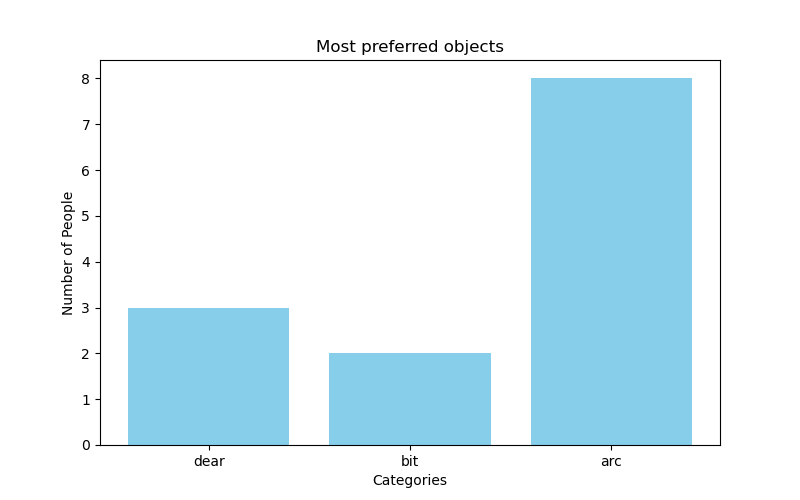 Most preferred objects
8
7
6
5
4
3
2
1
0
Number of People
dear bit arc
Categories